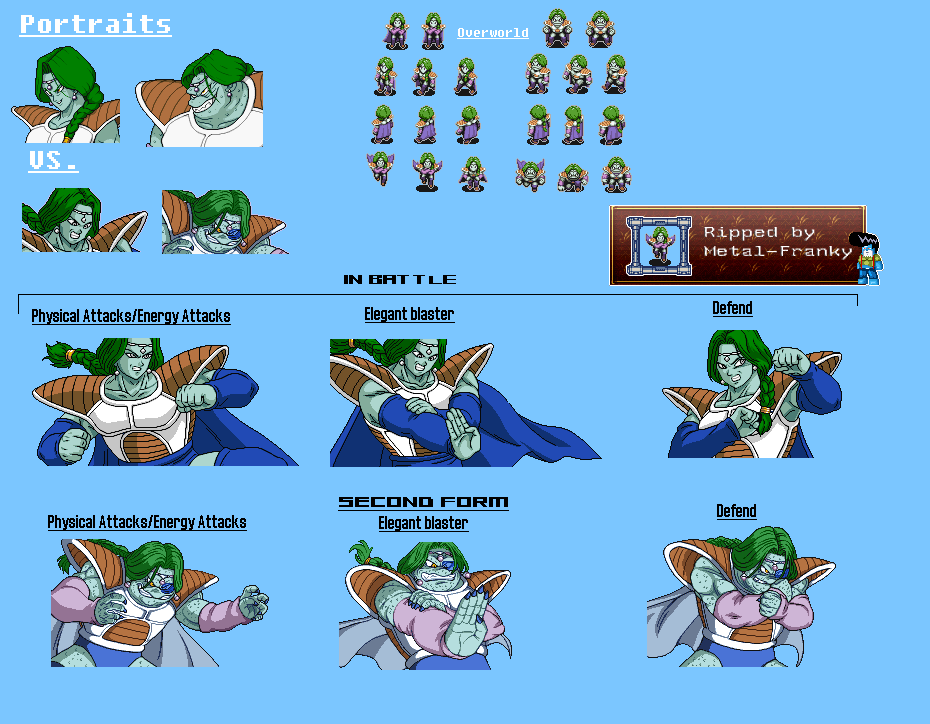 Portraits
Overworld
VS.
Ripped by
Metal-Franky
IN BATTLE
Physical Attacks/Energy Attacks
Elegant blaster
Defend
SECOND FORM
Physical Attacks/Energy Attacks
Elegant blaster
Defend